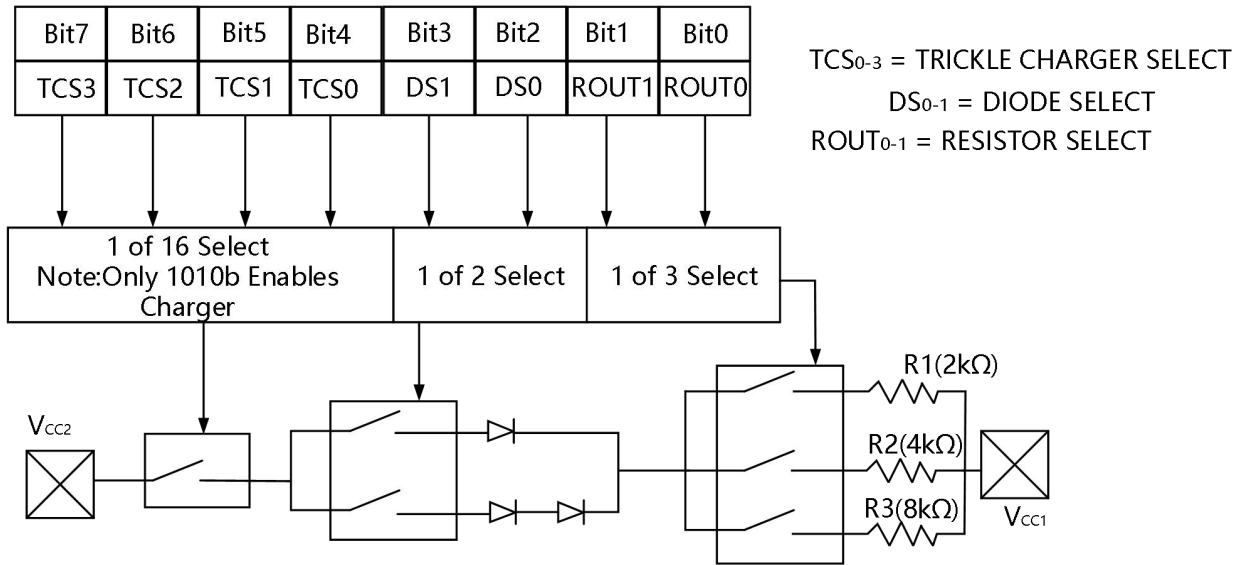 Bit7 Bit6 Bit5 Bit4 Bit3 Bit2 Bit1 Bit0
TCS3 TCS2 TCS1 TCS0 DS1 DS0 ROUT1 ROUT0
TCS0-3 = TRICKLE CHARGER SELECT
DS0-1 = DIODE SELECT
ROUT0-1 = RESISTOR SELECT
1 of 16 Select
Note:Only 1010b Enables
Charger
1 of 2 Select
1 of 3 Select
R1(2kΩ)
VCC2
R2(4kΩ)
R3(8kΩ)
VCC1